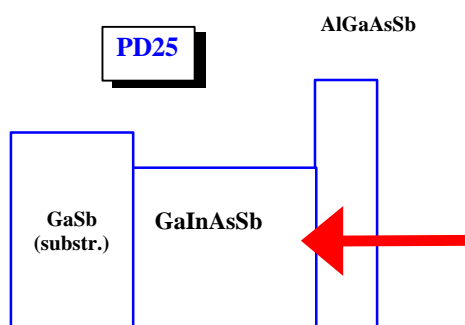 AlGaAsSb
PD25
GaSb
(substr.)
GaInAsSb